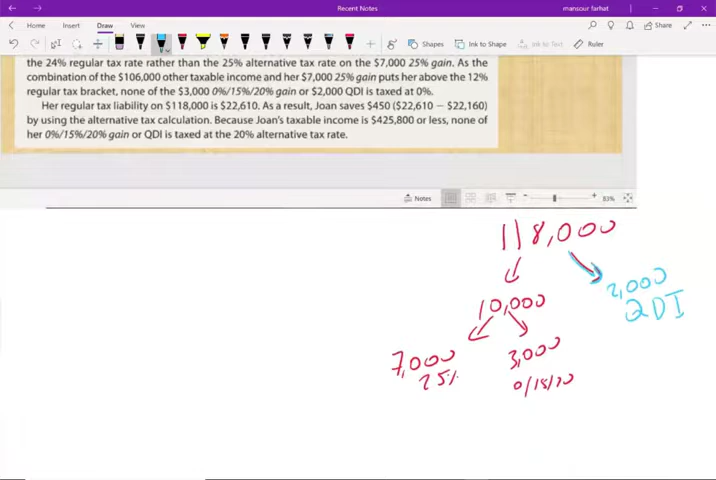 Recent Notes
mansour farhat
Home
Insert
Draw
View
Share
Shapes
Ink to Shape
Ink to Text
Ruler
the 24% regular tax rate rather than the 25% alternative tax rate on the $7,000 25% gain. As the
combination of the $106,000 other taxable income and her $7,000 25% gain puts her above the 12%
regular tax bracket, none of the $3,000 0%/15%/20% gain or $2,000 QDI is taxed at 0%.
Her regular tax liability on $118,000 is $22,610. As a result, Joan saves $450 ($22,610 − $22,160)
by using the alternative tax calculation. Because Joan's taxable income is $425,800 or less, none of
her 0%/15%/20% gain or QDI is taxed at the 20% alternative tax rate.
Notes
83%
118,000
10,000
2,000
QDI
7,000
25%
3,000
0/15/20